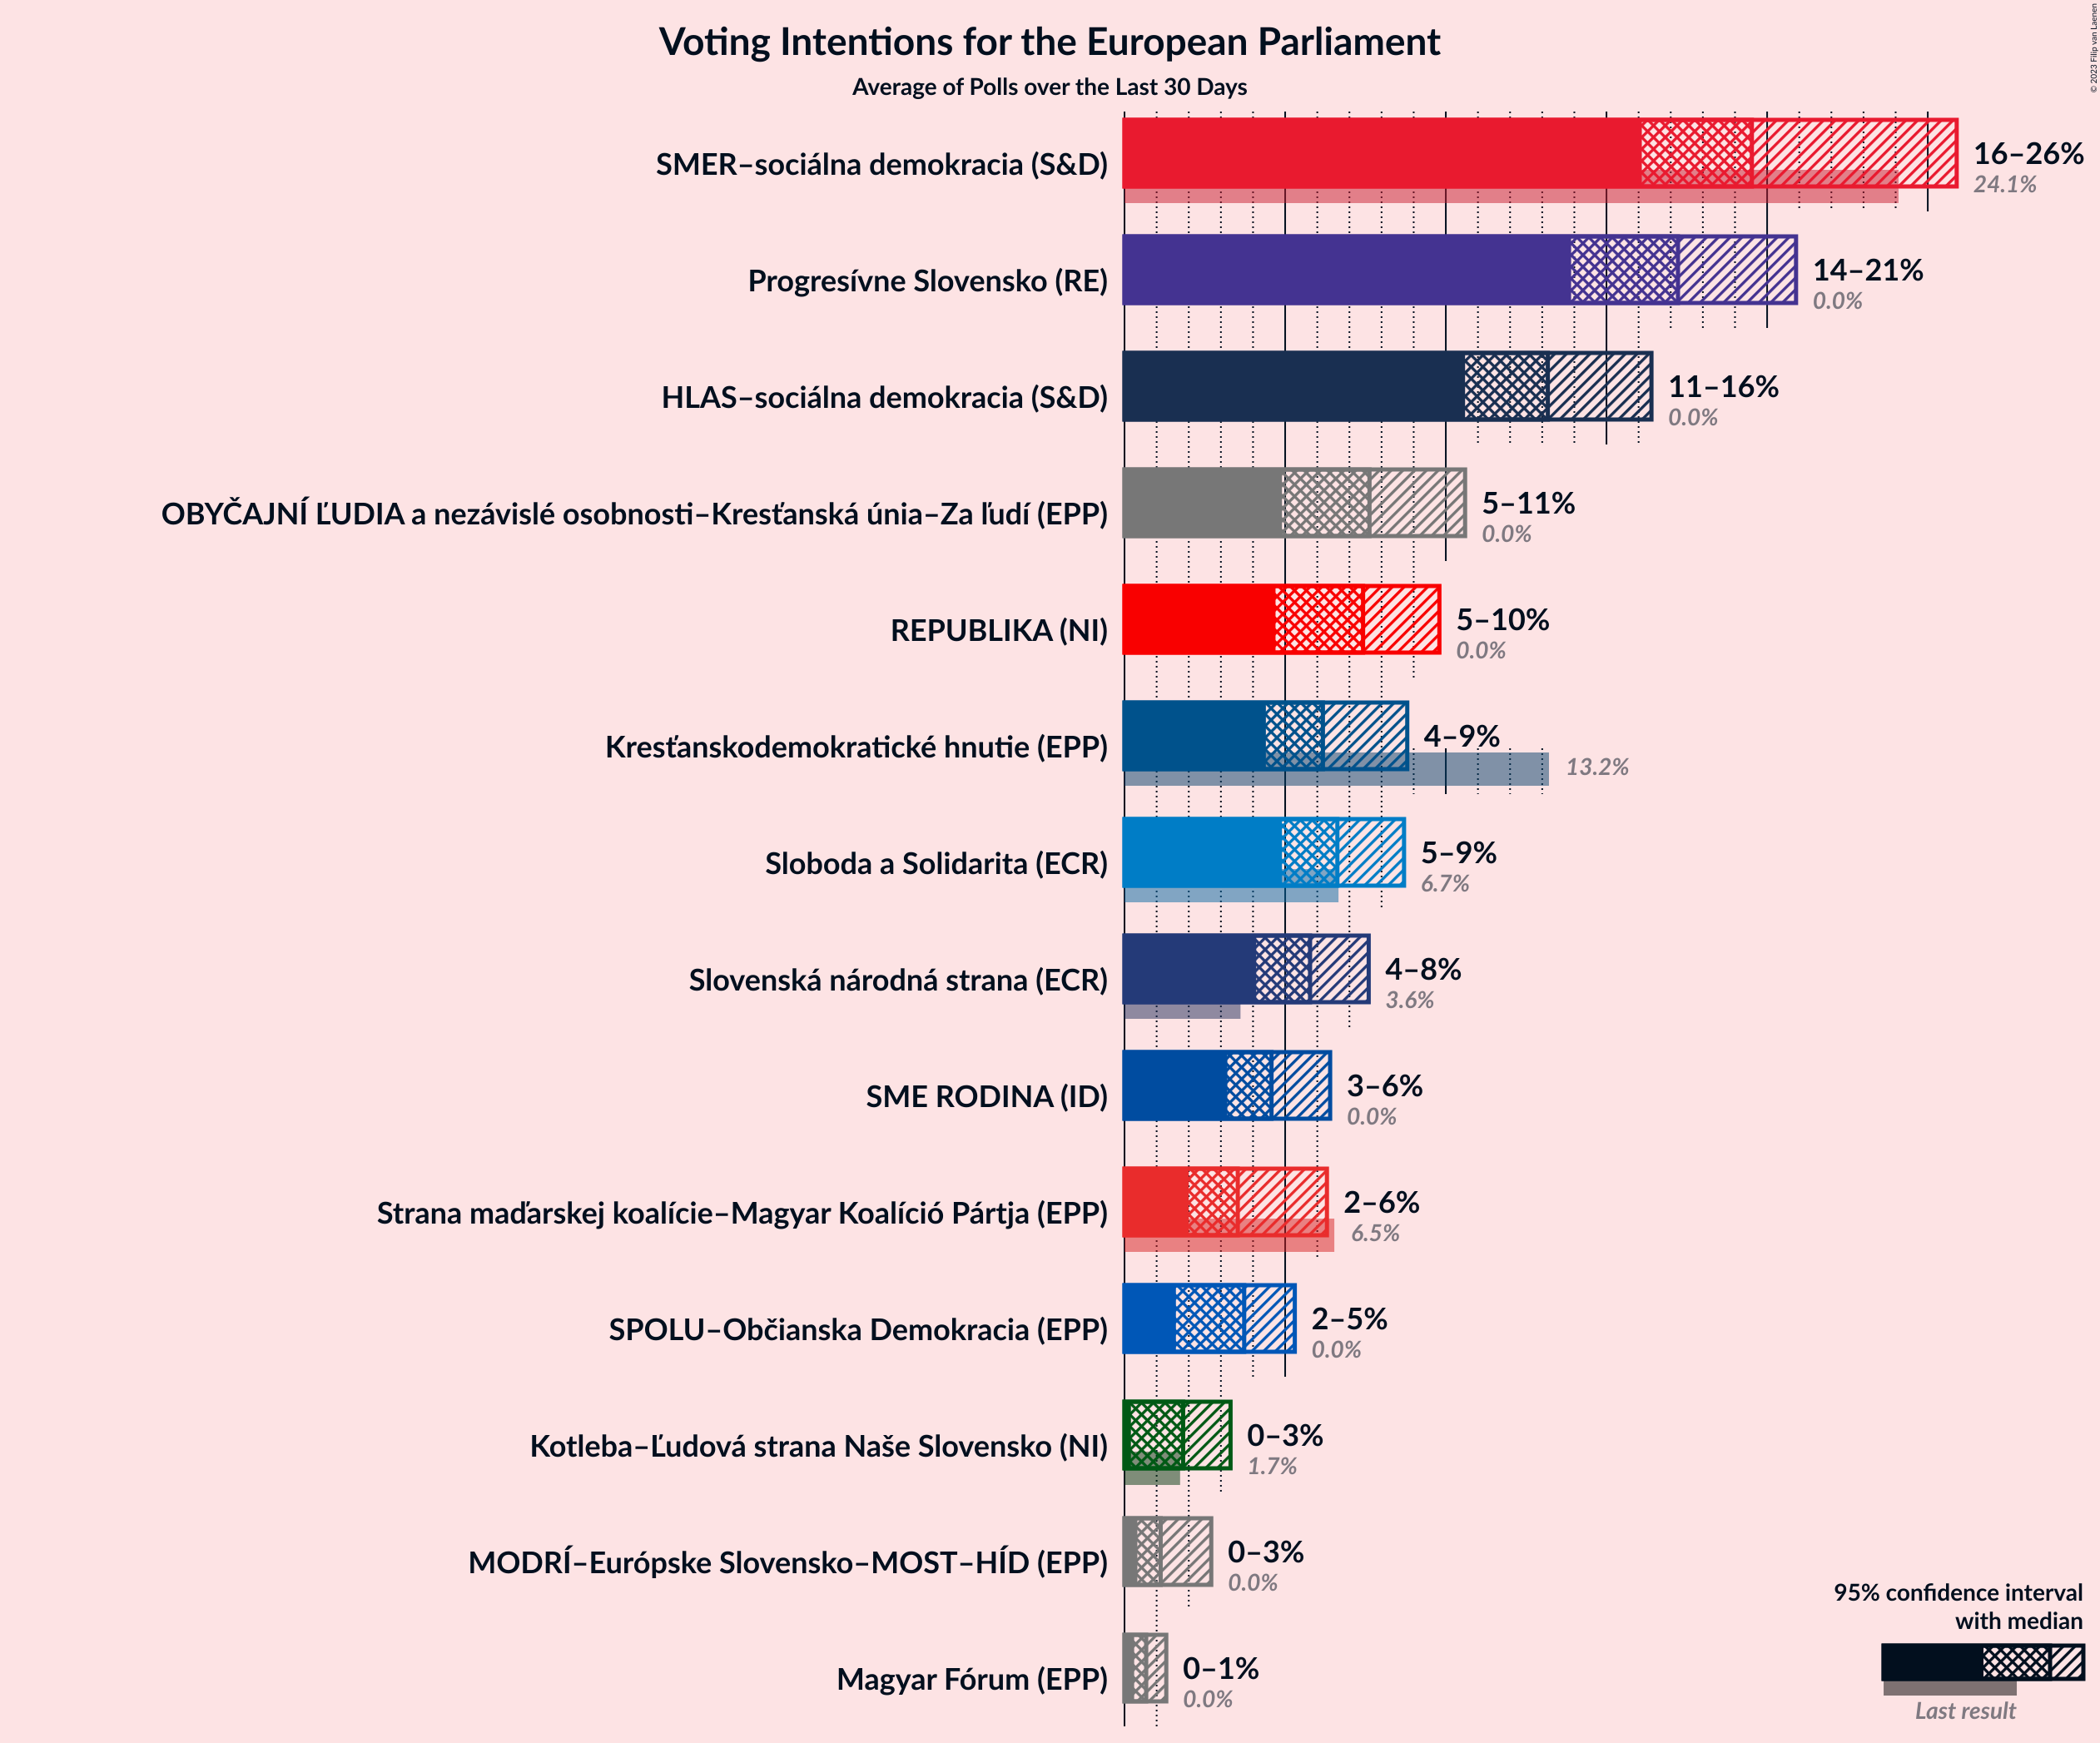 Voting Intentions for the European Parliament
Average of Polls over the Last 30 Days
© 2023 Filip van Laenen
SMER–sociálna demokracia (S&D)
16–26%
24.1%
Progresívne Slovensko (RE)
14–21%
0.0%
HLAS–sociálna demokracia (S&D)
11–16%
0.0%
OBYČAJNÍ ĽUDIA a nezávislé osobnosti–Kresťanská únia–Za ľudí (EPP)
5–11%
0.0%
REPUBLIKA (NI)
5–10%
0.0%
Kresťanskodemokratické hnutie (EPP)
4–9%
13.2%
Sloboda a Solidarita (ECR)
5–9%
6.7%
Slovenská národná strana (ECR)
4–8%
3.6%
SME RODINA (ID)
3–6%
0.0%
Strana maďarskej koalície–Magyar Koalíció Pártja (EPP)
2–6%
6.5%
SPOLU–Občianska Demokracia (EPP)
2–5%
0.0%
Kotleba–Ľudová strana Naše Slovensko (NI)
0–3%
1.7%
MODRÍ–Európske Slovensko–MOST–HÍD (EPP)
0–3%
0.0%
Magyar Fórum (EPP)
0–1%
0.0%
95% confidence interval
with median
Last result